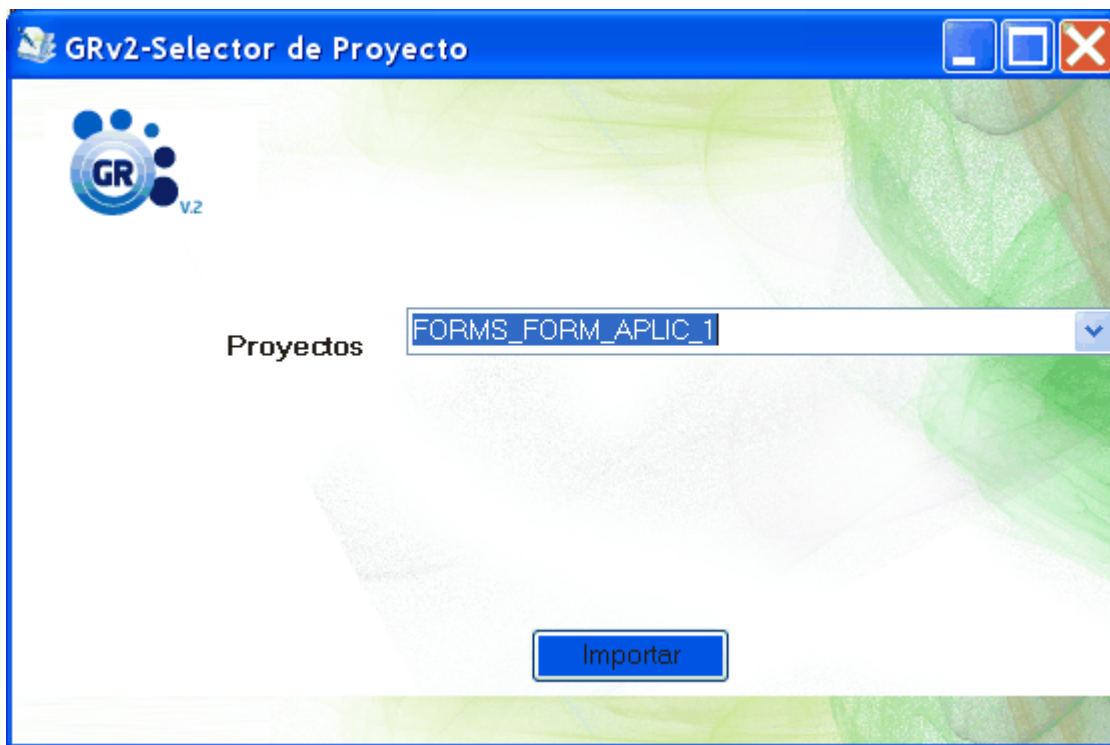 GRv2-Selector de Proyecto
GR
V.2
Proyectos
FORMS_FORM_APLIC_1
Importar